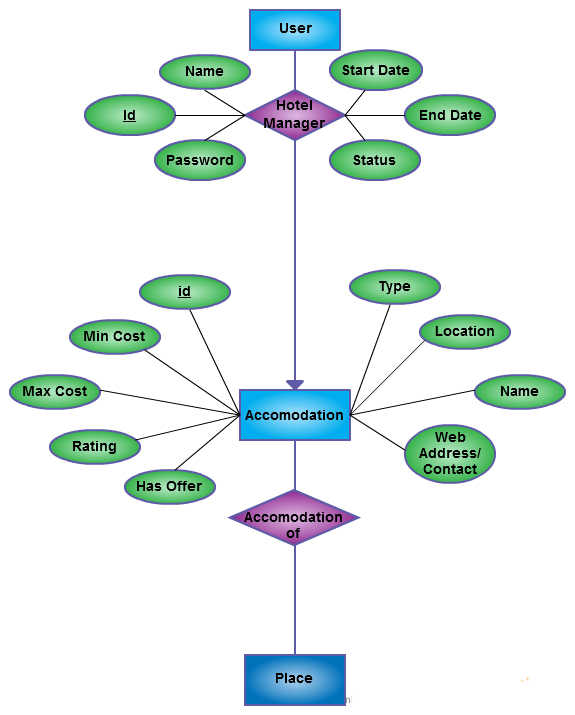 User
Name
Start Date
Id
Hotel
Manager
End Date
Password
Status
id
Type
Min Cost
Location
Max Cost
Name
Accomodation
Rating
Web
Address/
Contact
Has Offer
Accomodation
of
Place